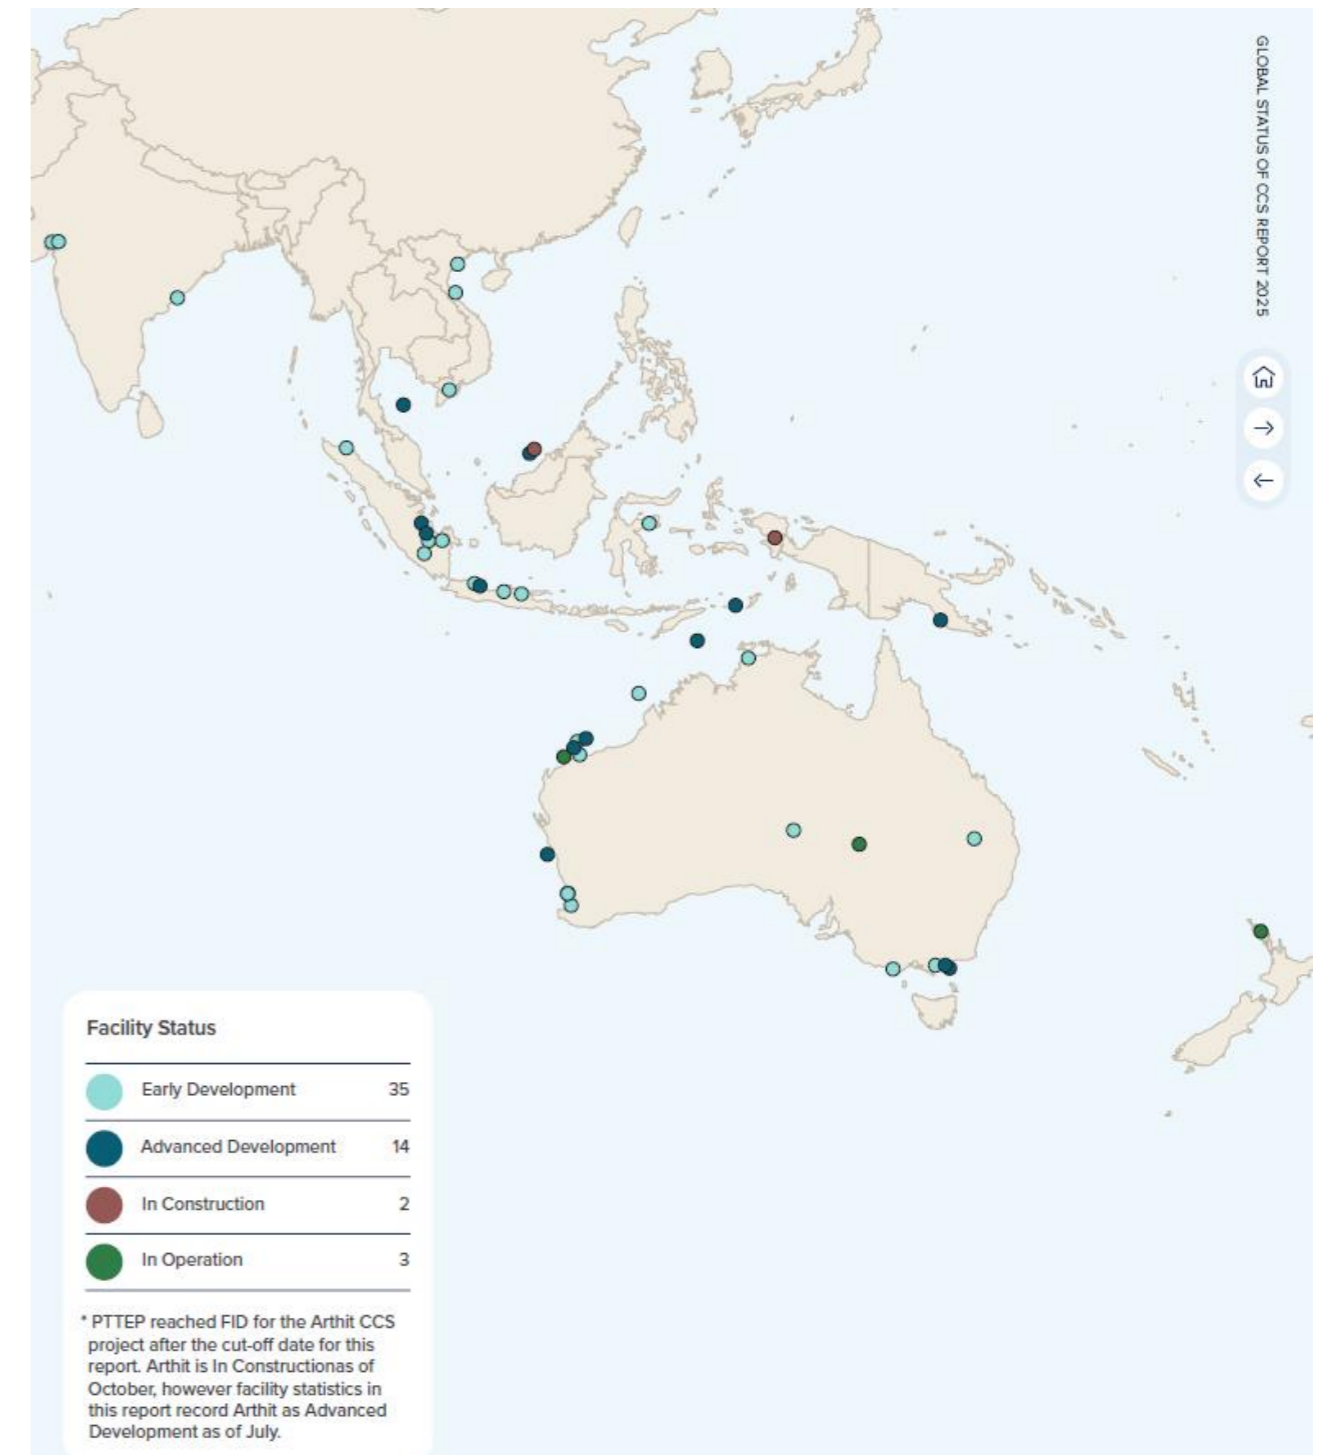 GLOBAL STATUS OF CCS REPORT 2025
Facility Status
Early Development 35
Advanced Development 14
In Construction 2
In Operation 3
* PTTEP reached FID for the Arthit CCS
project after the cut-off date for this
report. Arthit is In Constructionas of
October, however facility statistics in
this report record Arthit as Advanced
Development as of July.